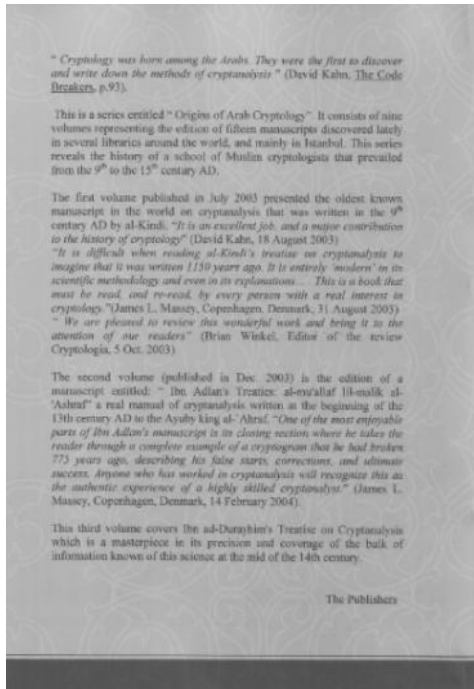 " Cryptology was born among the Arabs. They were the first to discover
and write down the methods of cryptanalysis " (David Kahn, The Code
Breakers, p.93).
This is a series entitled " Origins of Arab Cryptology". It consists of nine
volumes representing the edition of fifteen manuscripts discovered lately
in several libraries around the world, and mainly in Istanbul. This series
reveals the history of a school of Muslim cryptologists that prevailed
from the 9th to the 15th century AD.
The first volume published in July 2003 presented the oldest known
manuscript in the world on cryptanalysis that was written in the 9th
century AD by al-Kindi. "It is an excellent job, and a major contribution
to the history of cryptology" (David Kahn, 18 August 2003)
"It is difficult when reading al-Kindi's treatise on cryptanalysis to
imagine that it was written 1150 years ago. It is entirely 'modern' in its
scientific methodology and even in its explanations... . This is a book that
must be read, and re-read, by every person with a real interest in
cryptology."(James L. Massey, Copenhagen, Denmark, 31 August 2003)
" We are pleased to review this wonderful work and bring it to the
attention of our readers" (Brian Winkel, Editor of the review
Cryptologia, 5 Oct. 2003)
The second volume (published in Dec. 2003) is the edition of a
manuscript entitled: " Ibn Adlan's Treaties: al-mu'allaf lil-malik al-
'Ashraf" a real manual of cryptanalysis written at the beginning of the
13th century AD to the Ayuby king al-'Ahraf. "One of the most enjoyable
parts of Ibn Adlan's manuscript is its closing section where he takes the
reader through a complete example of a cryptogram that he had broken
775 years ago, describing his false starts, corrections, and ultimate
success. Anyone who has worked in cryptanalysis will recognize this as
the authentic experience of a highly skilled cryptanalyst." (James L.
Massey, Copenhagen, Denmark, 14 February 2004).
This third volume covers Ibn ad-Durayhim's Treatise on Cryptanalysis
which is a masterpiece in its precision and coverage of the bulk of
information known of this science at the mid of the 14th century.
The Publishers